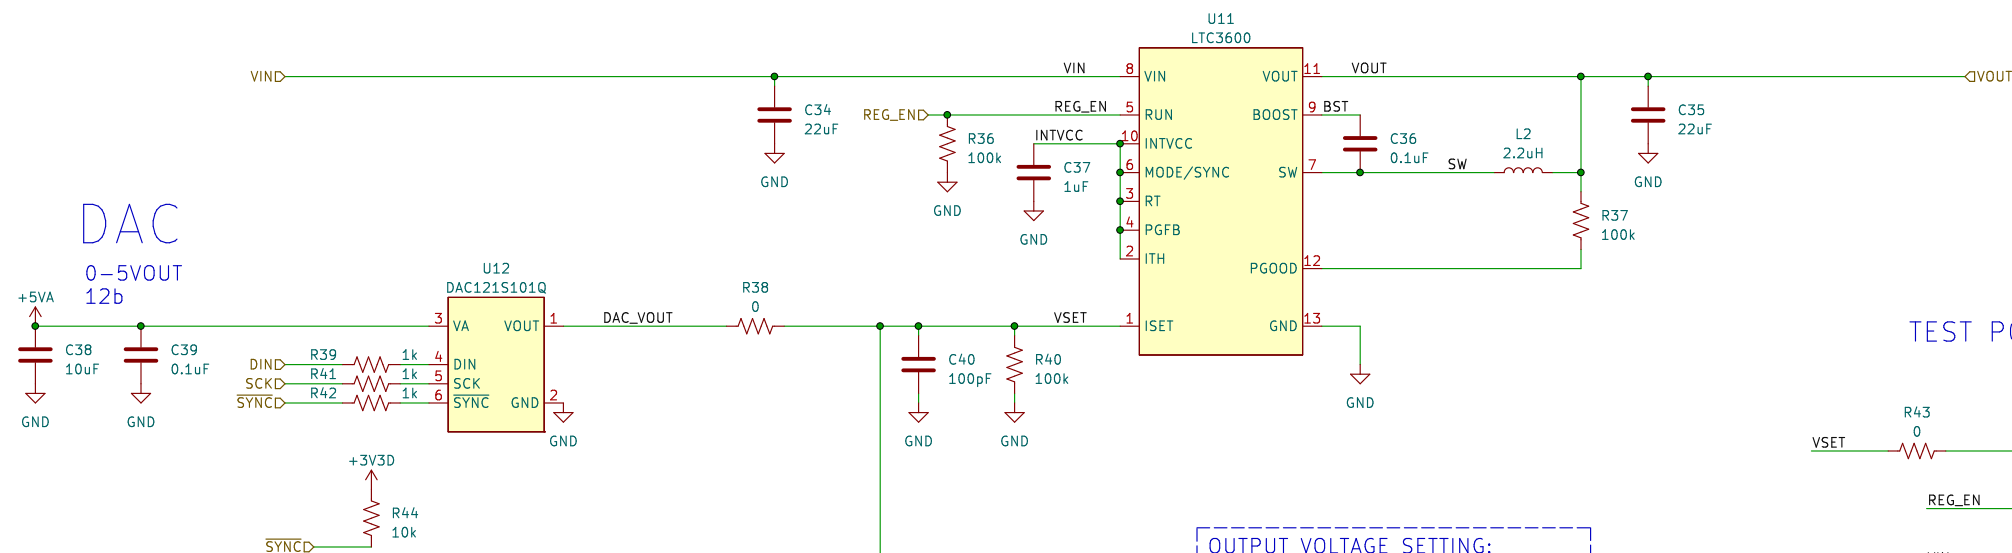 U11
LTC3600
VIN
VIN
8
VIN
VOUT
11
VOUT
VOUT
C34
22uF
GND
REG_EN
REG_EN
5
RUN
BOOST
9
BST
C35
22uF
GND
R36
100k
GND
INTVCC
10
INTVCC
C37
1uF
GND
6
MODE/SYNC
SW
7
SW
C36
0.1uF
L2
2.2uH
3
RT
4
PGFB
2
ITH
R37
100k
PGOOD
12
DAC
0-5VOUT
12b
+5VA
C38
10uF
GND
C39
0.1uF
GND
U12
DAC121S101Q
3
VA
VOUT
1
DAC_VOUT
R38
0
VSET
1
ISET
GND
13
GND
DIN
R39
1k
4
DIN
SCK
R41
1k
5
SCK
SYNC
R42
1k
6
SYNC
GND
2
GND
C40
100pF
GND
R40
100k
GND
+3V3D
R44
10k
SYNC
TEST
R43
0
VSET
REG_EN
OUTPUT VOLTAGE SETTING: